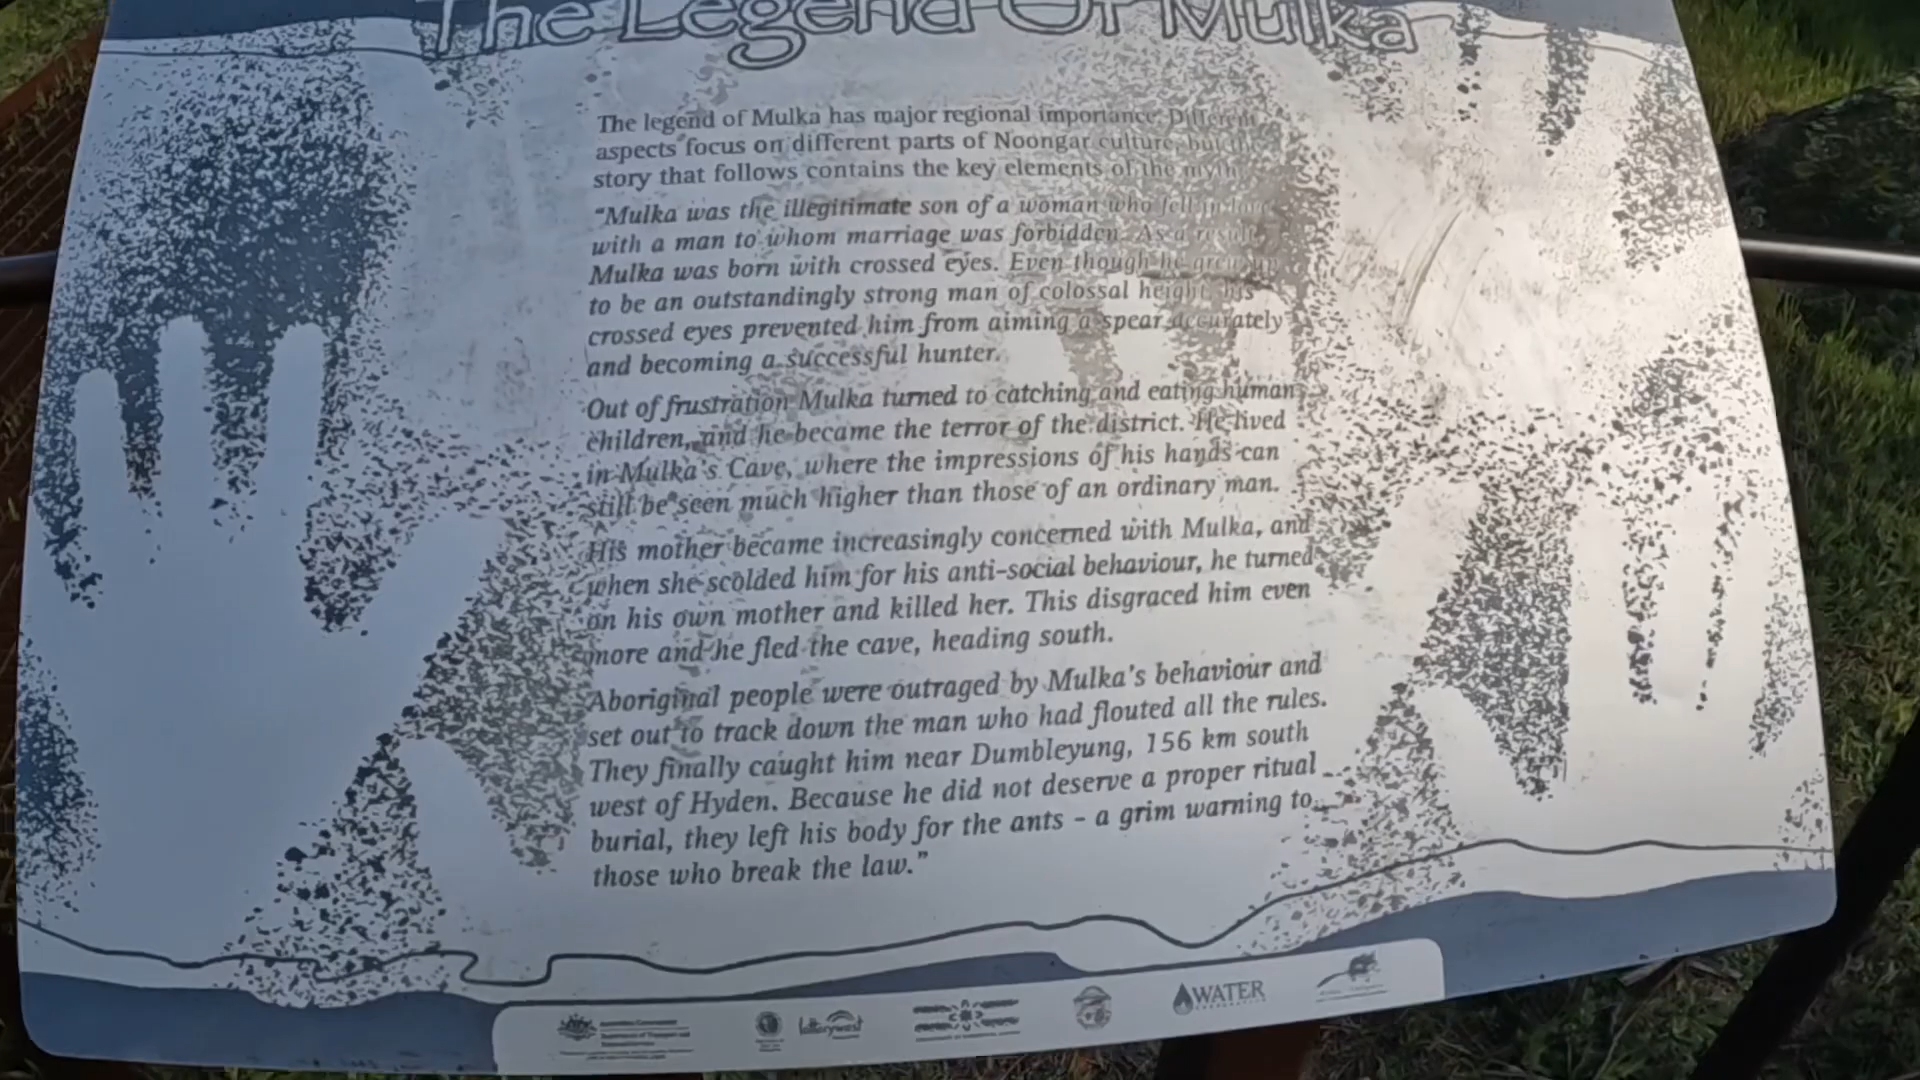 The Legend Of Mulka
The legend of Mulka has major regional importance. Different
aspects focus on different parts of Noongar culture, but the
story that follows contains the key elements of the myth.
"Mulka was the illegitimate son of a woman who fell in love
with a man to whom marriage was forbidden. As a result,
Mulka was born with crossed eyes. Even though he grew up
to be an outstandingly strong man of colossal height, his
crossed eyes prevented him from aiming a spear accurately
and becoming a successful hunter.
Out of frustration Mulka turned to catching and eating human
children, and he became the terror of the district. He lived
in Mulka's Cave, where the impressions of his hands can
still be seen much higher than those of an ordinary man.
His mother became increasingly concerned with Mulka, and
when she scolded him for his anti-social behaviour, he turned
on his own mother and killed her. This disgraced him even
more and he fled the cave, heading south.
Aboriginal people were outraged by Mulka's behaviour and
set out to track down the man who had flouted all the rules.
They finally caught him near Dumbleyung, 156 km south
west of Hyden. Because he did not deserve a proper ritual
burial, they left his body for the ants - a grim warning to
those who break the law."
lotterywest
WATER